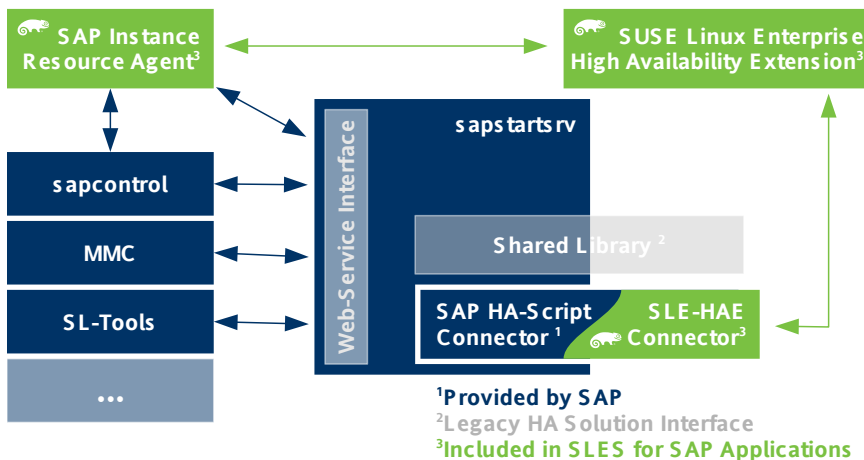 SAP Instance
Resource Agent³
SUSE Linux Enterprise
High Availability Extension³
sapstartsrv
Web-Service Interface
sapcontrol
MMC
SL-Tools
...
Shared Library ²
SAP HA-Script
Connector ¹
SLE-HAE
Connector³
¹Provided by SAP
²Legacy HA Solution Interface
³Included in SLES for SAP Applications